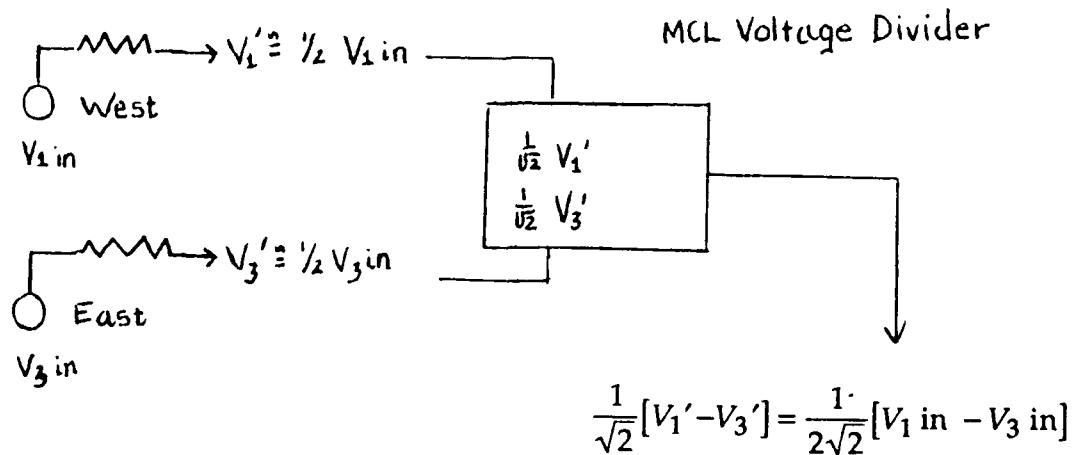 MCL Voltage Divider
V₁' ≅ 1/2 V₁ in
West
V₁ in
1/√2 V₁'
1/√2 V₃'
V₃' ≅ 1/2 V₃ in
East
V₃ in
1/√2 [V₁' − V₃'] = 1/2√2 [V₁ in − V₃ in]